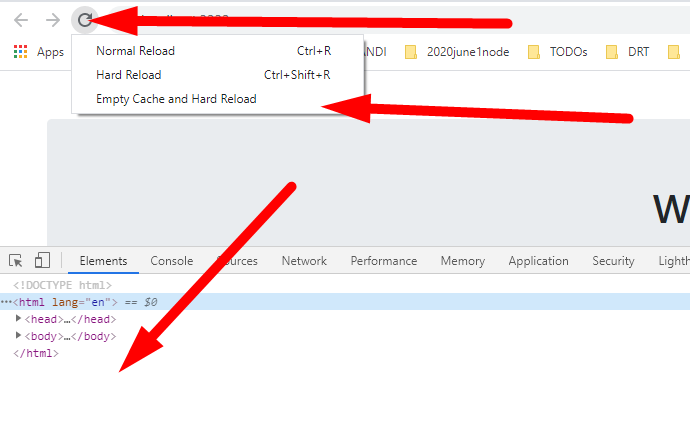 Normal Reload Ctrl+R
Apps ANDI 2020june1node TODOs DRT
Hard Reload Ctrl+Shift+R
Empty Cache and Hard Reload
W
Elements Console Sources Network Performance Memory Application Security Lighth
<!DOCTYPE html>
…<html lang="en"> == $0
<head>…</head>
<body>…</body>
</html>